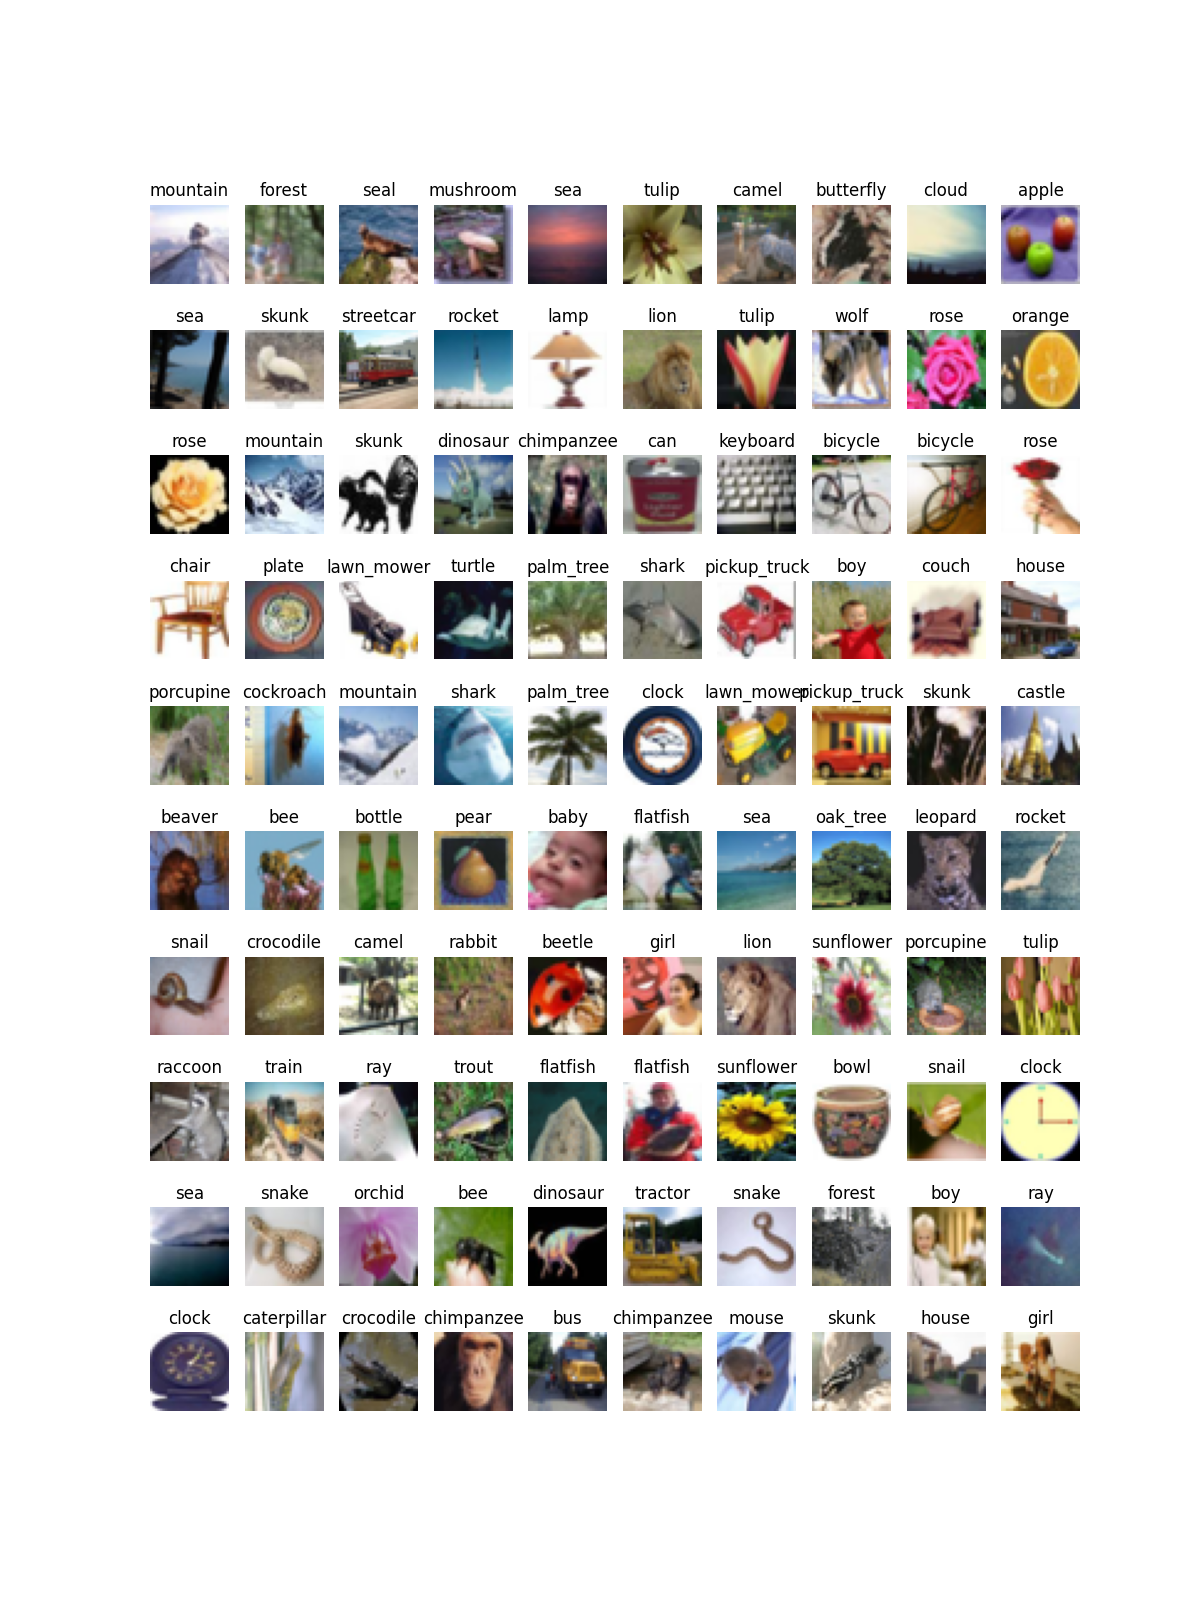 mountain forest seal mushroom sea tulip camel butterfly cloud apple
sea skunk streetcar rocket lamp lion tulip wolf rose orange
rose mountain skunk dinosaur chimpanzee can keyboard bicycle bicycle rose
chair plate lawn_mower turtle palm_tree shark pickup_truck boy couch house
porcupine cockroach mountain shark palm_tree clock lawn_mower pickup_truck skunk castle
beaver bee bottle pear baby flatfish sea oak_tree leopard rocket
snail crocodile camel rabbit beetle girl lion sunflower porcupine tulip
raccoon train ray trout flatfish flatfish sunflower bowl snail clock
sea snake orchid bee dinosaur tractor snake forest boy ray
clock caterpillar crocodile chimpanzee bus chimpanzee mouse skunk house girl